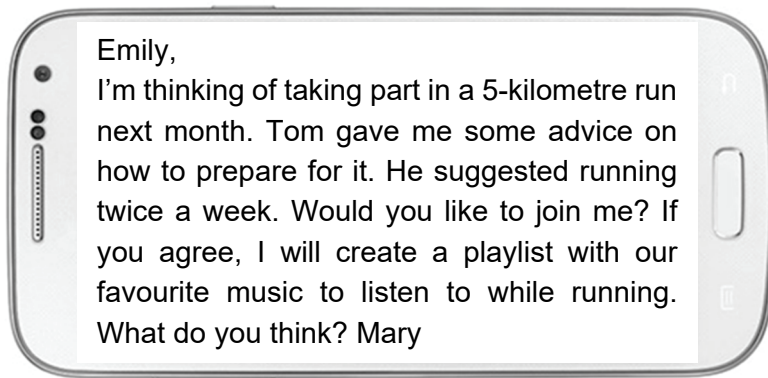 Emily,
I’m thinking of taking part in a 5-kilometre run
next month. Tom gave me some advice on
how to prepare for it. He suggested running
twice a week. Would you like to join me? If
you agree, I will create a playlist with our
favourite music to listen to while running.
What do you think? Mary